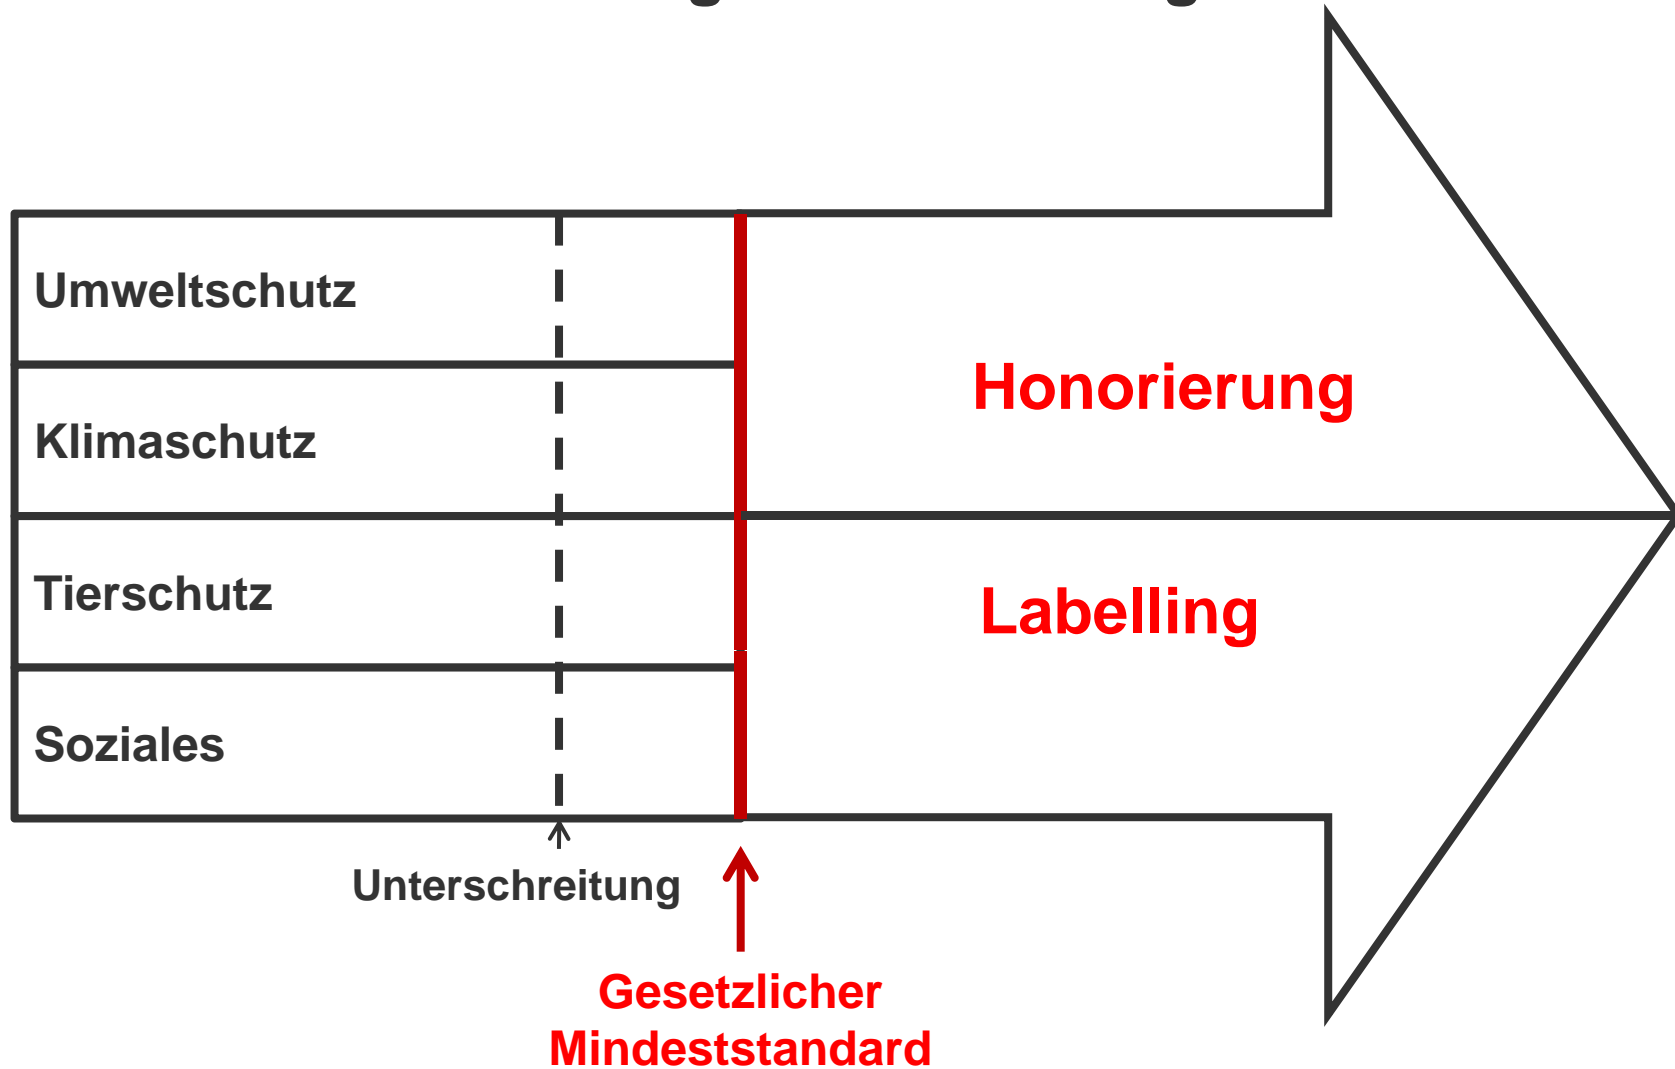 Umweltschutz
Klimaschutz
Tierschutz
Soziales
Honorierung
Labelling
Unterschreitung
Gesetzlicher
Mindeststandard